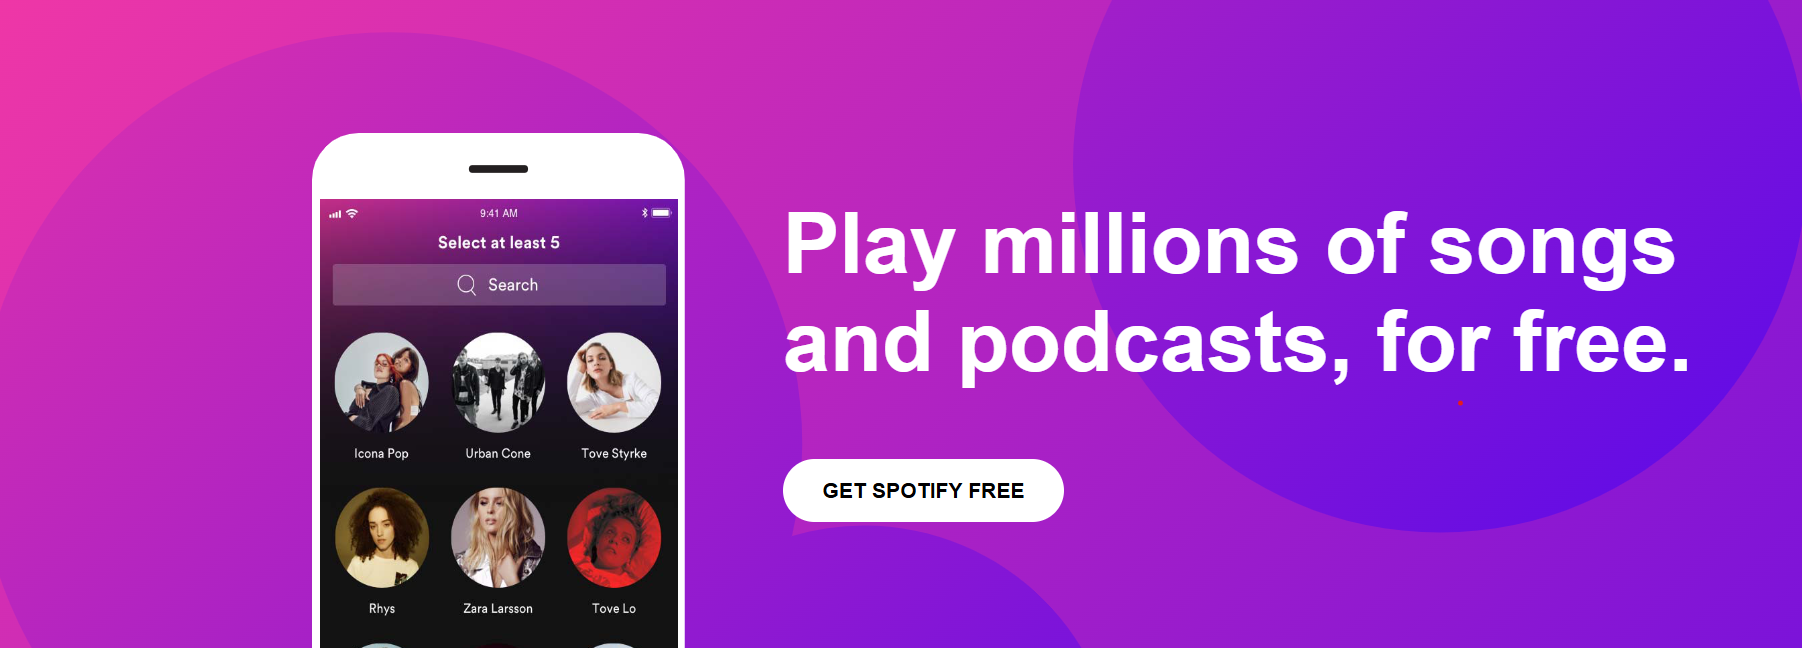 9:41 AM
Select at least 5
Search
Icona Pop
Urban Cone
Tove Styrke
Rhys
Zara Larsson
Tove Lo
Play millions of songs
and podcasts, for free.
GET SPOTIFY FREE